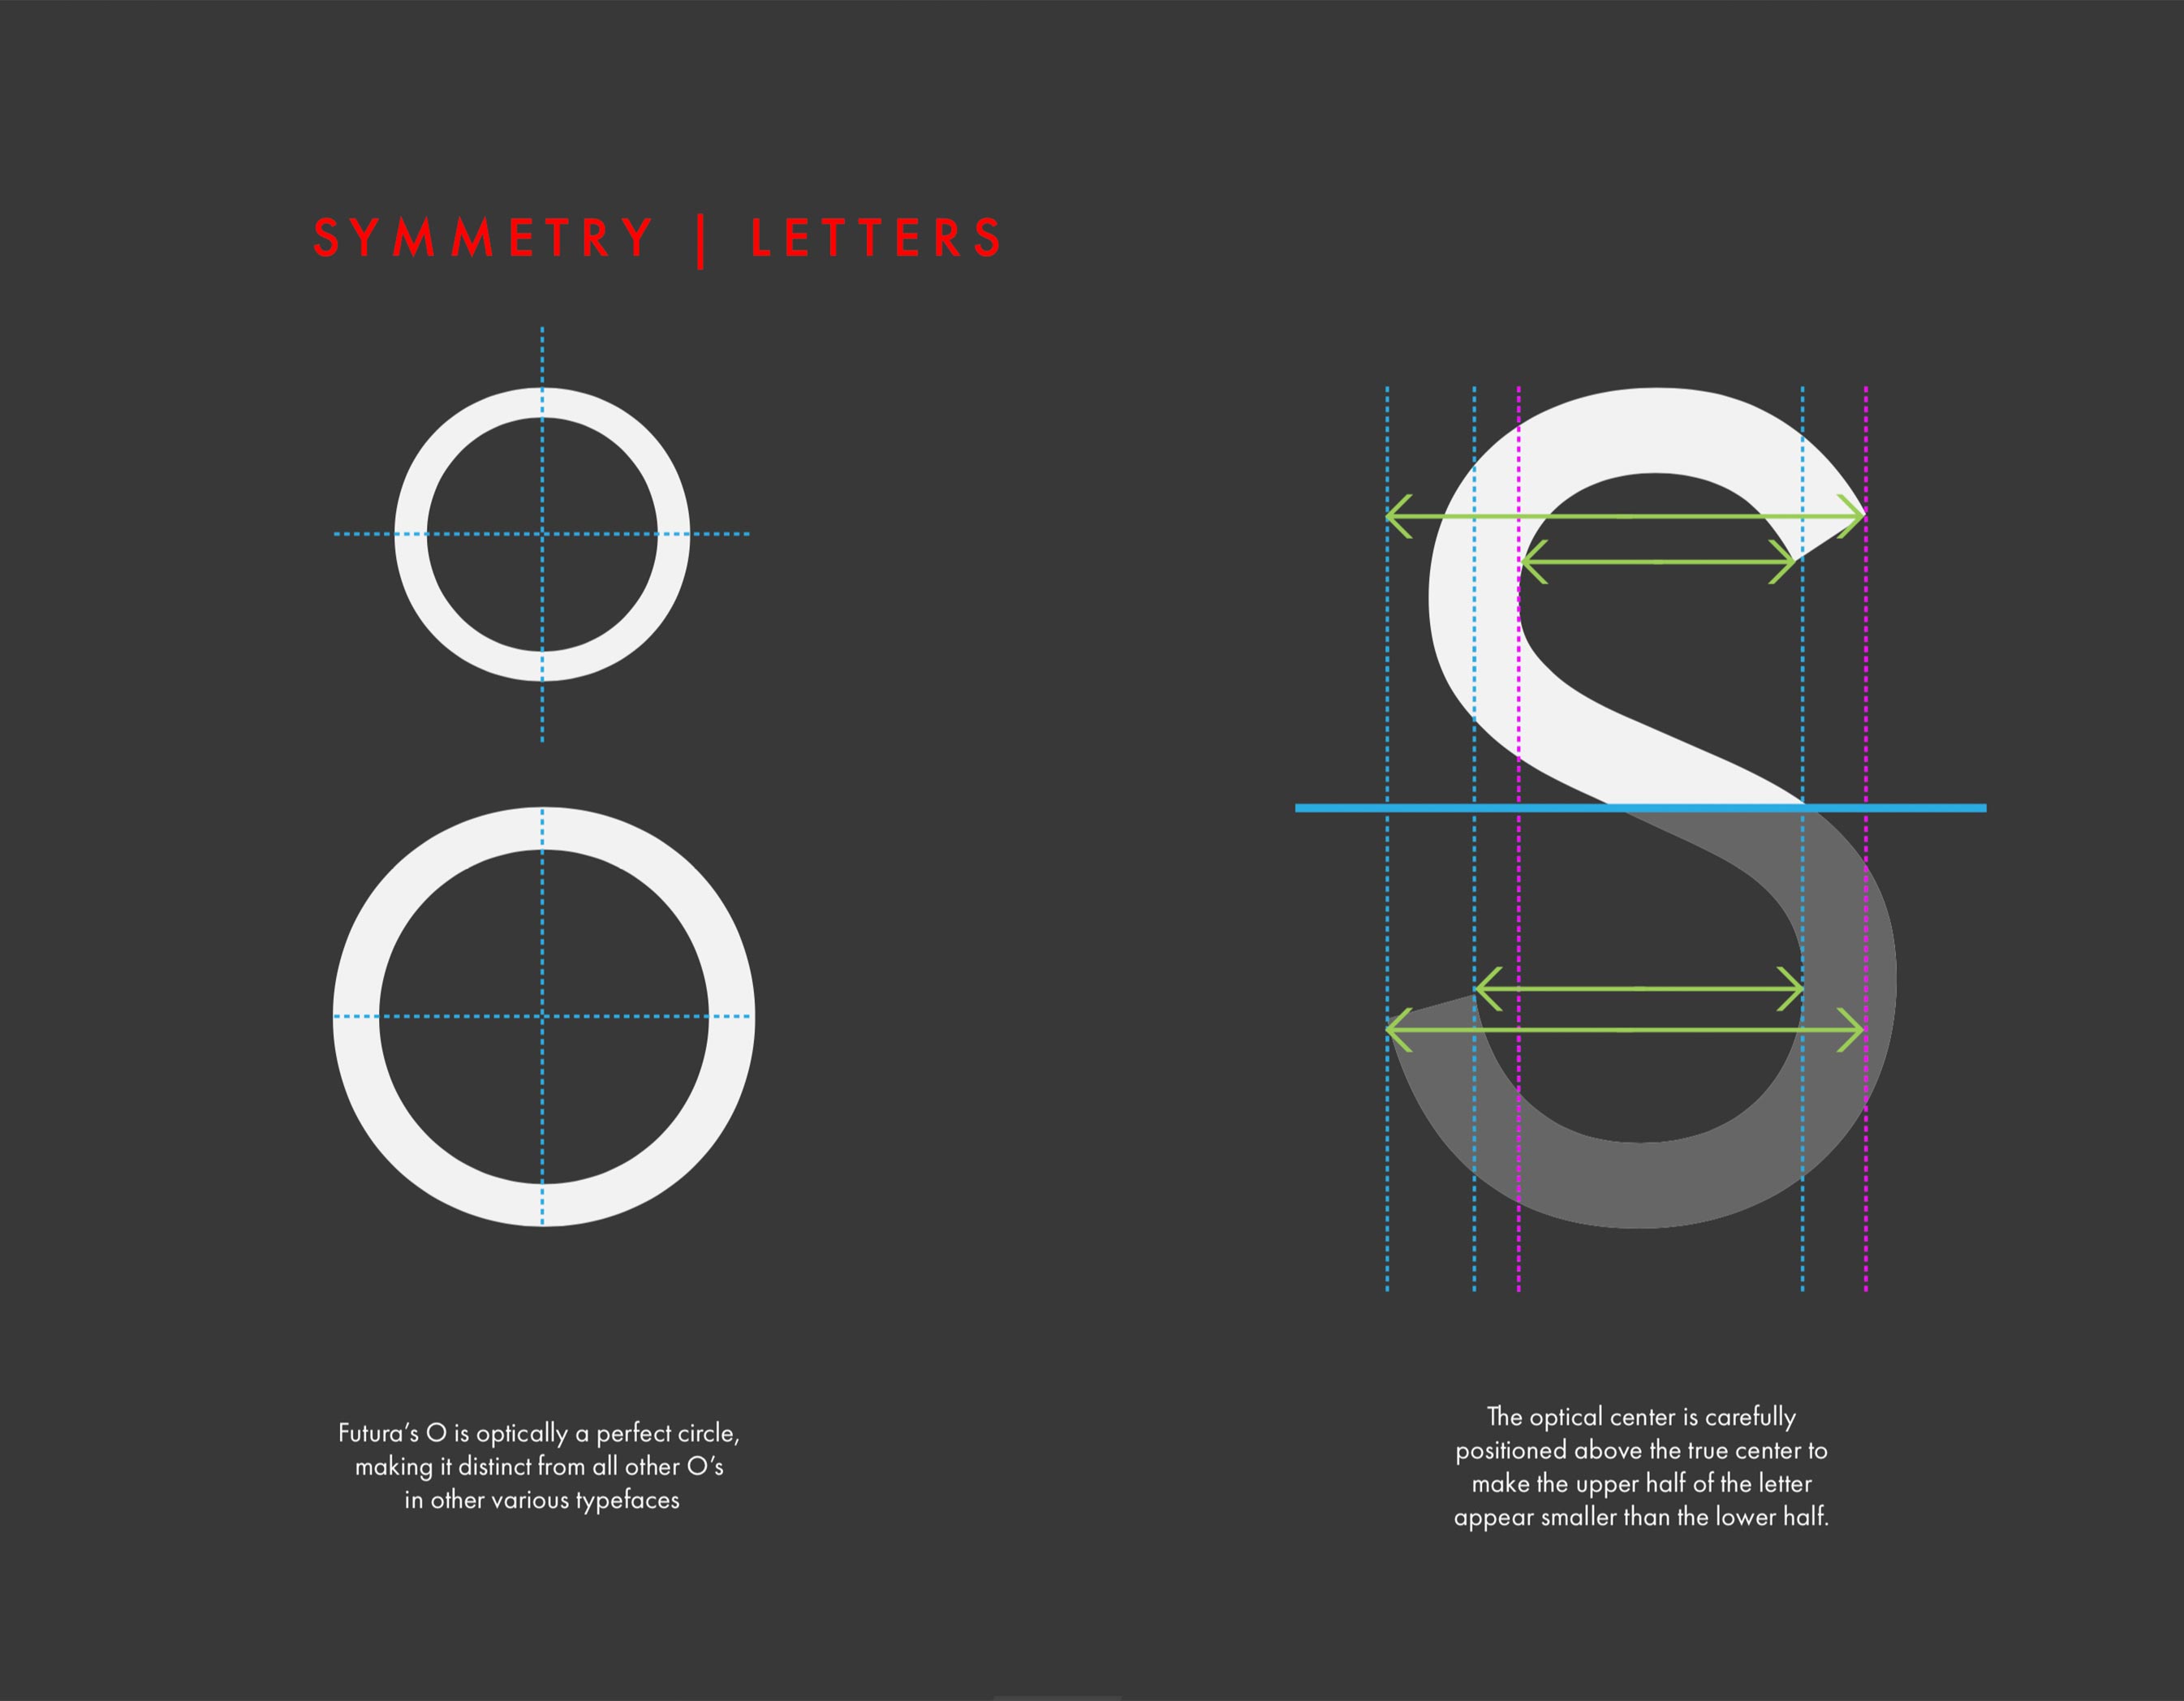 SYMMETRY | LETTERS
Futura’s O is optically a perfect circle,
making it distinct from all other O’s
in other various typefaces
S
The optical center is carefully
positioned above the true center to
make the upper half of the letter
appear smaller than the lower half.